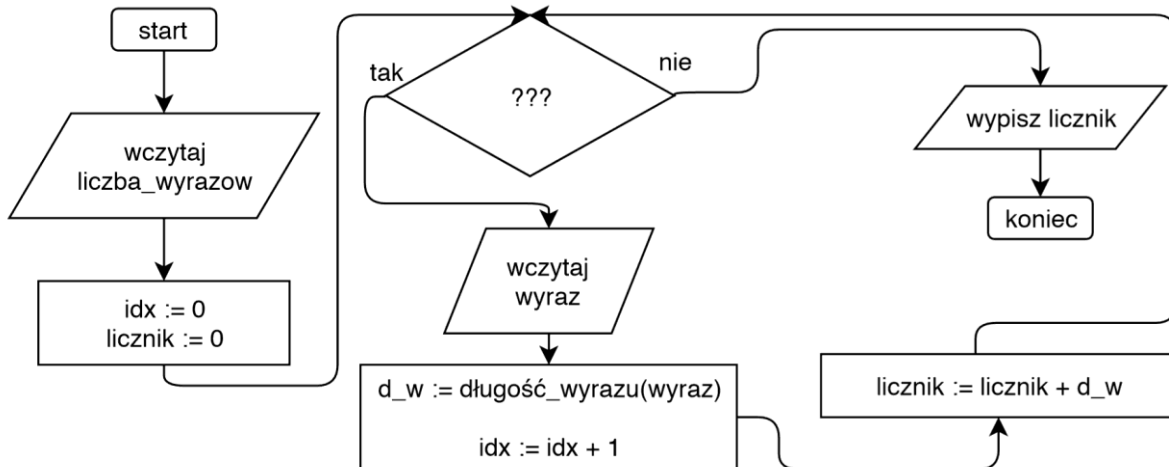 start
wczytaj
liczba_wyrazow
idx := 0
licznik := 0
???
tak
nie
wczytaj
wyraz
d_w := długość_wyrazu(wyraz)
idx := idx + 1
licznik := licznik + d_w
wypisz licznik
koniec